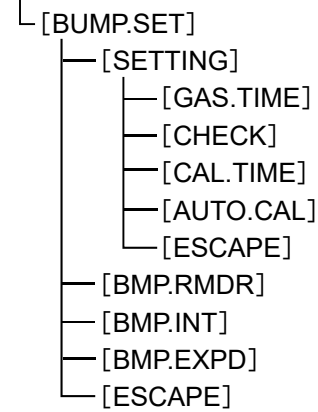 [BUMP.SET]
[SETTING]
[GAS.TIME]
[CHECK]
[CAL.TIME]
[AUTO.CAL]
[ESCAPE]
[BMP.RMDR]
[BMP.INT]
[BMP.EXPD]
[ESCAPE]